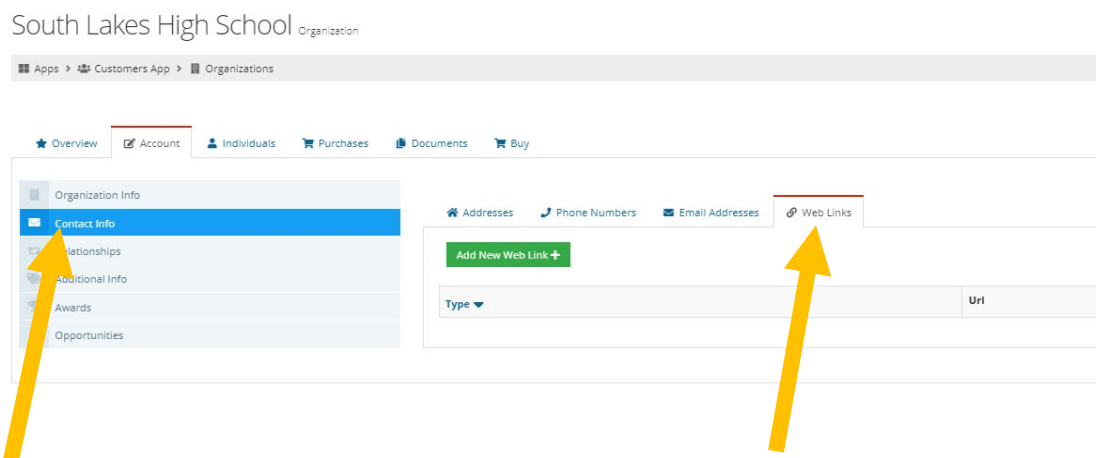 South Lakes High School Organization
Apps > Customers App > Organizations
Overview Account Individuals Purchases Documents Buy
Organization Info
Contact Info
Relationships
Additional Info
Awards
Opportunities
Addresses Phone Numbers Email Addresses Web Links
Add New Web Link +
Type Url